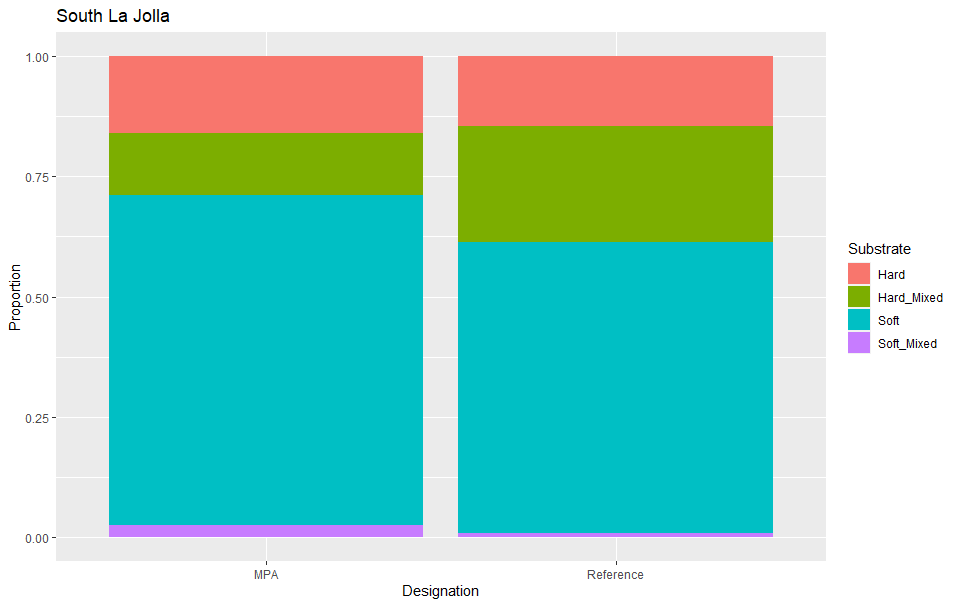 South La Jolla
1.00
0.75
0.50
0.25
0.00
Proportion
MPA
Reference
Designation
Substrate
Hard
Hard_Mixed
Soft
Soft_Mixed